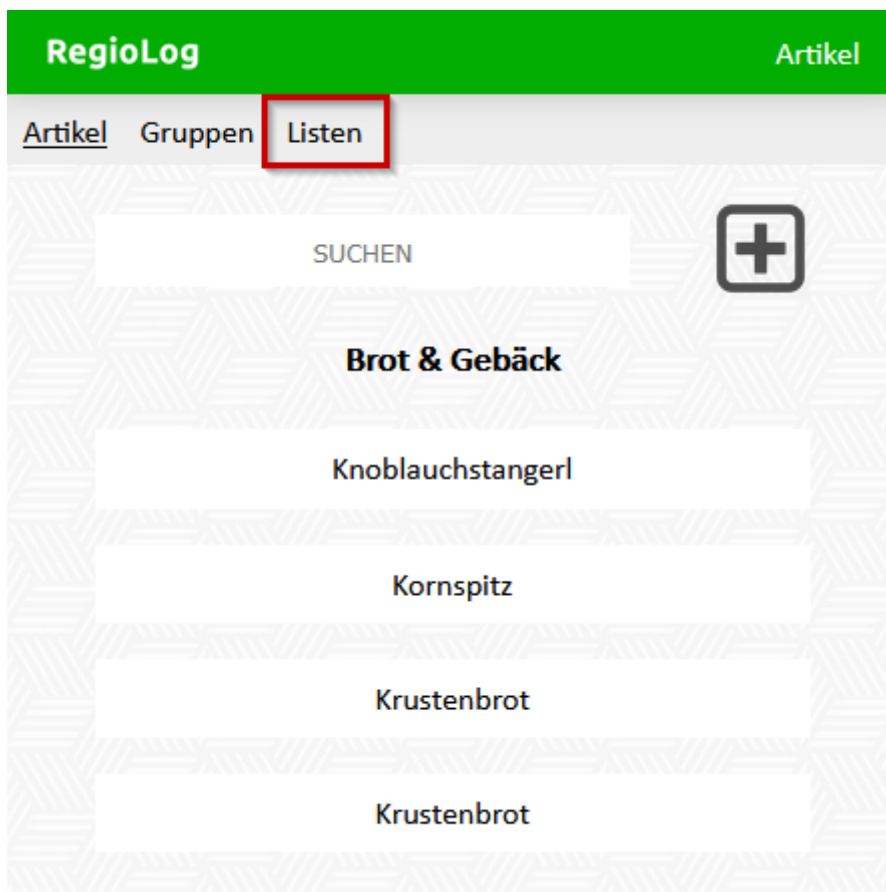 RegioLog Artikel
Artikel Gruppen Listen
SUCHEN
Brot & Gebäck
Knoblauchstangerl
Kornspitz
Krustenbrot
Krustenbrot